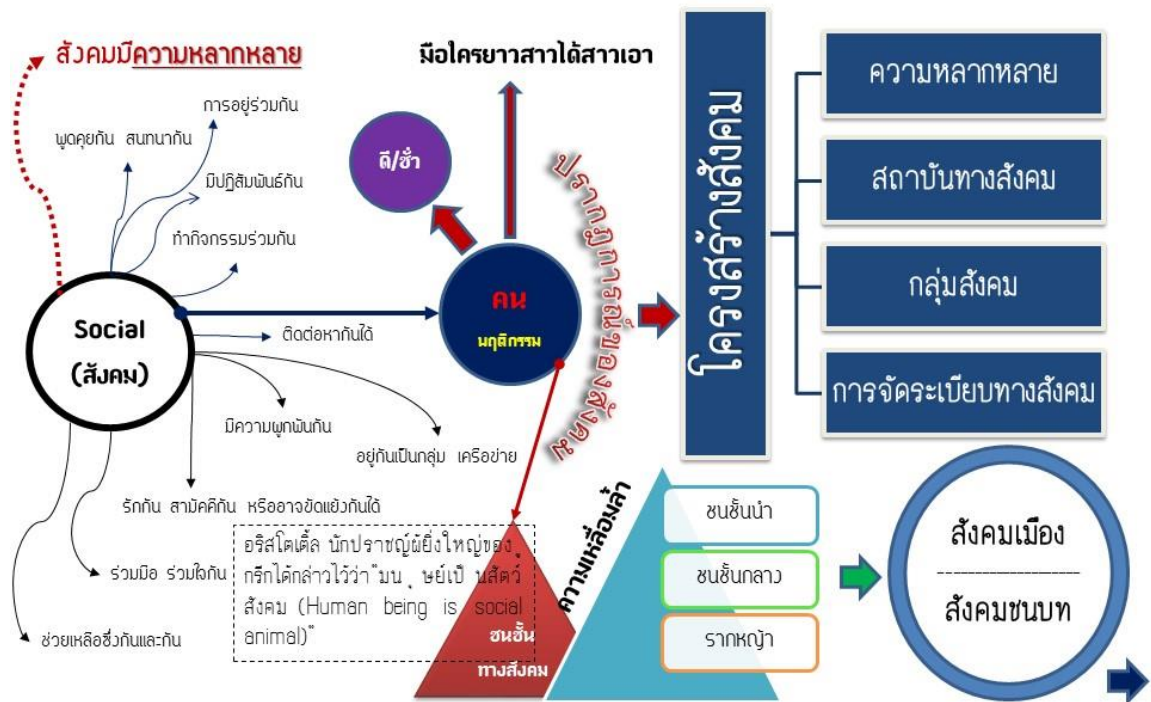 สังคมมีความหลากหลาย
การอยู่ร่วมกัน
พูดคุยกัน สนทนากัน
มีปฏิสัมพันธ์กัน
ทำกิจกรรมร่วมกัน
Social
(สังคม)
ติดต่อหากันได้
มีความผูกพันกัน
อยู่กันเป็นกลุ่ม เครือข่าย
รักกัน สามัคคีกัน หรืออาจขัดแย้งกันได้
ร่วมมือ ร่วมใจกัน
ช่วยเหลือซึ่งกันและกัน
มือใครยาวสาวได้สาวเอา
ดี/ชั่ว
คน
พฤติกรรม
ปรากฏการณ์ของสังคม
โครงสร้างสังคม
ความหลากหลาย
สถาบันทางสังคม
กลุ่มสังคม
การจัดระเบียบทางสังคม
อริสโตเติ้ล นักปราชญ์ผู้ยิ่งใหญ่ของ
กรีกได้กล่าวไว้ว่า"มน ุ ษย์เป็ นสัตว์
สังคม (Human being is social
animal)"
ชนชั้น
ทางสังคม
ความเหลื่อมล้ำ
ชนชั้นนำ
ชนชั้นกลาง
รากหญ้า
สังคมเมือง
สังคมชนบท